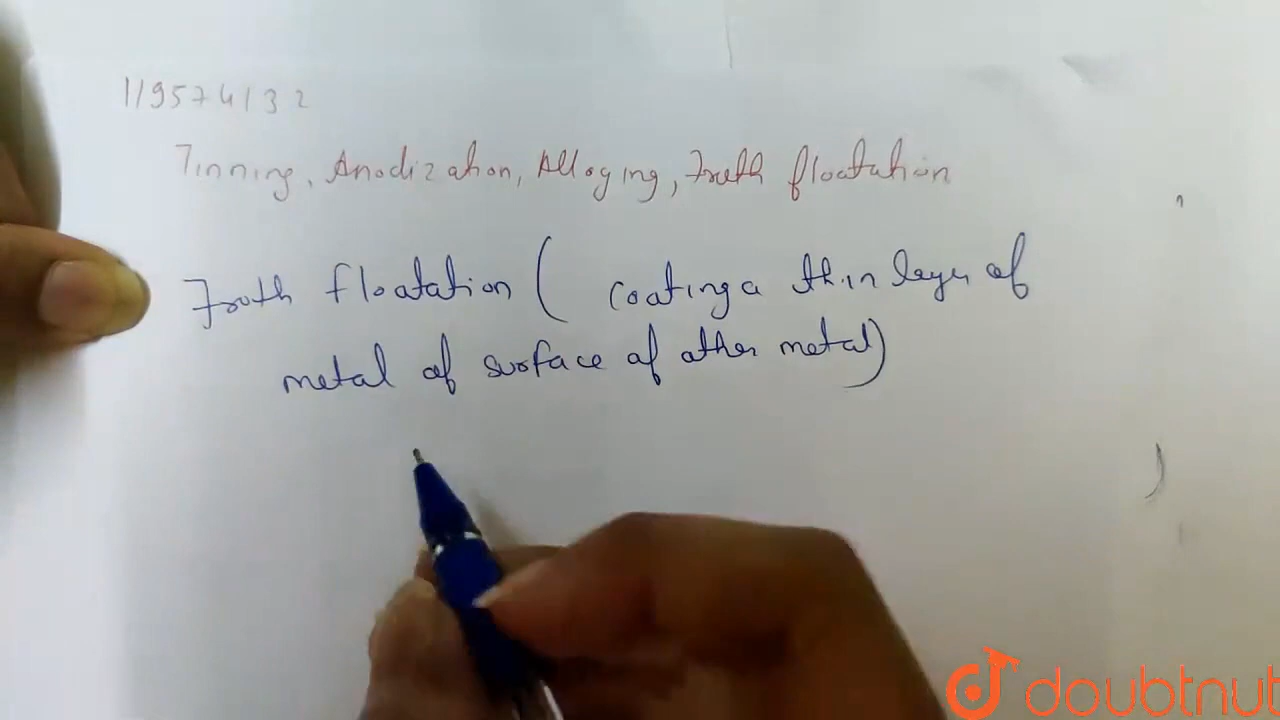 119574132
Tinning, Anodization, Alloying, Froth floatation
Froth floatation ( coating a thin layer of
metal of surface of other metal)
doubtnut